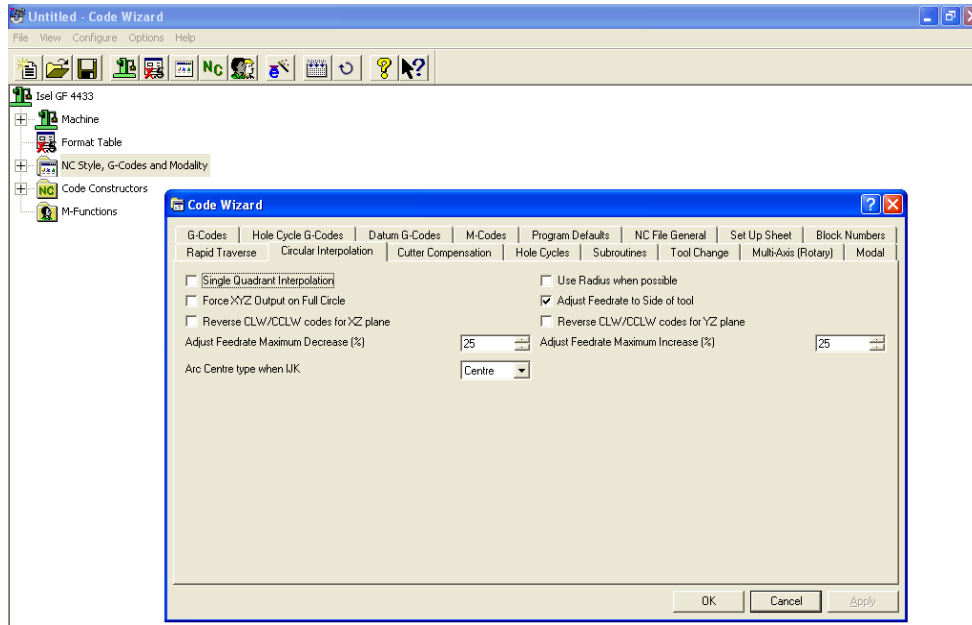 Untitled - Code Wizard
File View Configure Options Help
NC
Isel GF 4433
Machine
Format Table
NC Style, G-Codes and Modality
NC Code Constructors
M-Functions
Code Wizard
G-Codes Hole Cycle G-Codes Datum G-Codes M-Codes Program Defaults NC File General Set Up Sheet Block Numbers
Rapid Traverse Circular Interpolation Cutter Compensation Hole Cycles Subroutines Tool Change Multi-Axis (Rotary) Modal
Single Quadrant Interpolation Use Radius when possible
Force XYZ Output on Full Circle Adjust Feedrate to Side of tool
Reverse CLW/CCLW codes for XZ plane Reverse CLW/CCLW codes for YZ plane
Adjust Feedrate Maximum Decrease (%) 25 Adjust Feedrate Maximum Increase (%) 25
Arc Centre type when IJK Centre
OK Cancel Apply